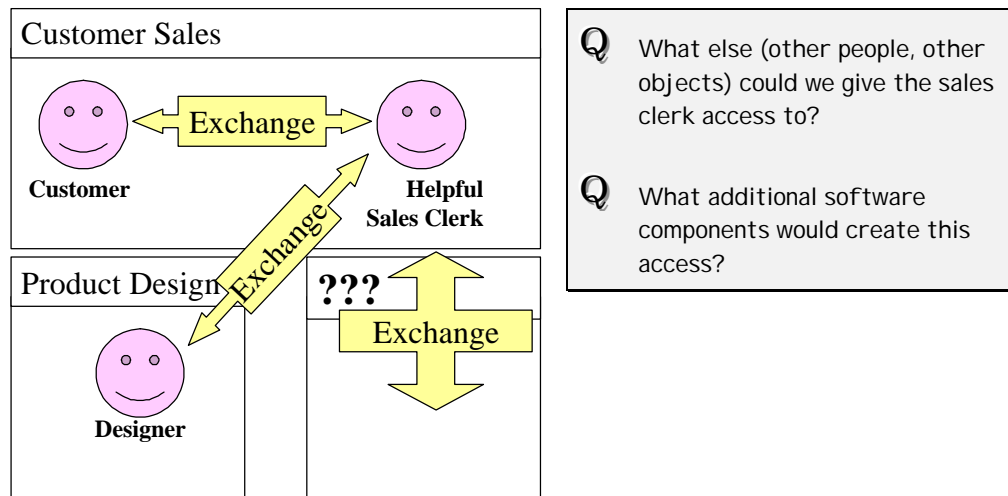 Customer Sales
Exchange
Customer
Helpful
Sales Clerk
Exchange
Product Design
???
Exchange
Designer
Q What else (other people, other
objects) could we give the sales
clerk access to?
Q What additional software
components would create this
access?